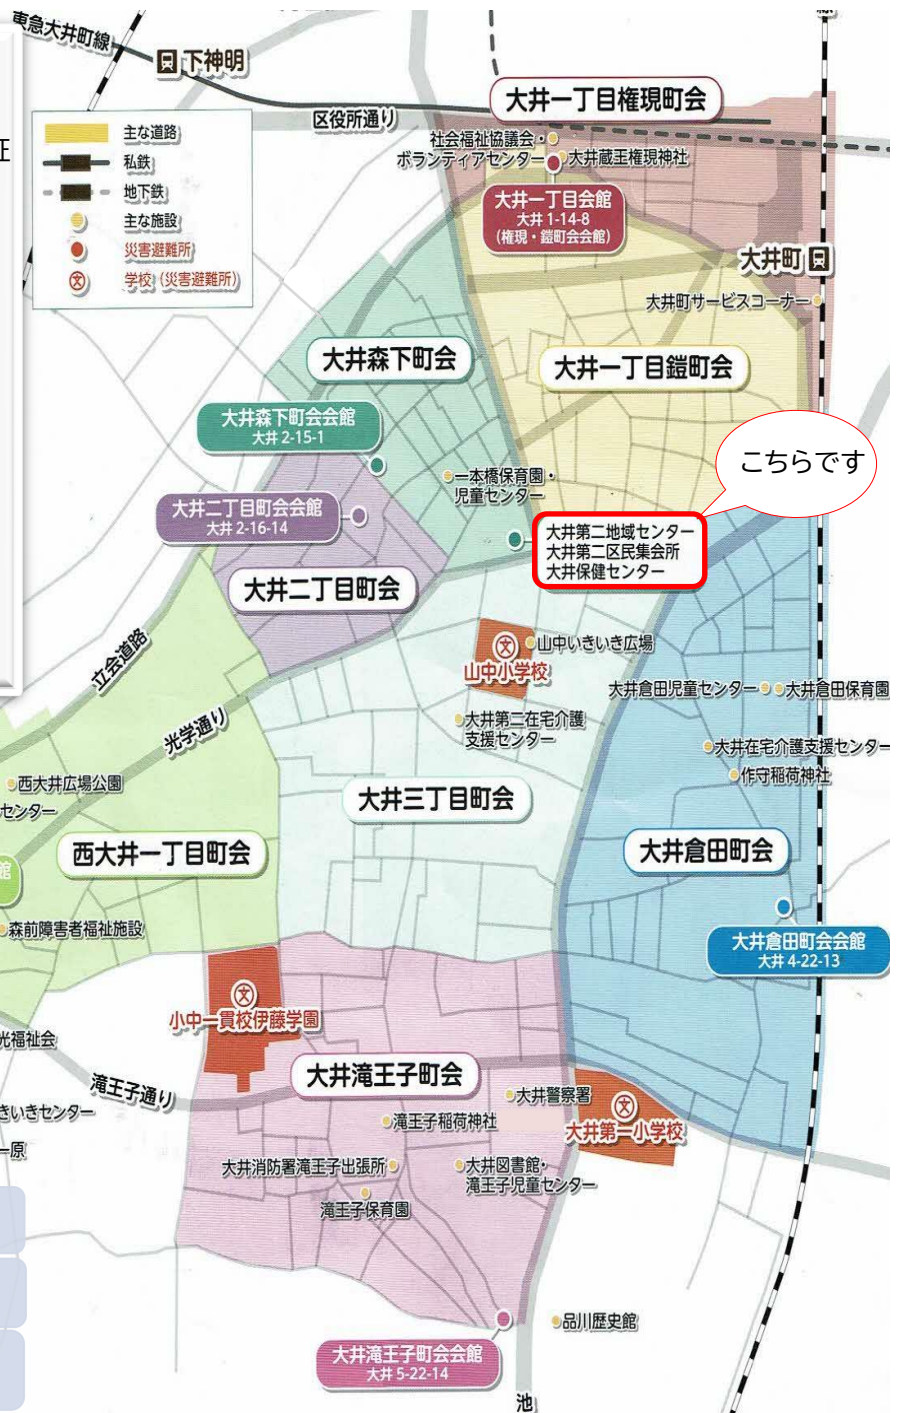 東急大井町線
下神明
区役所通り
大井一丁目権現町会
証
主な道路
私鉄
地下鉄
主な施設
災害避難所
学校(災害避難所)
社会福祉協議会・
ボランティアセンター
大井蔵王権現神社
大井一丁目会館
大井 1-14-8
(権現・鎧町会会館)
大井町
大井町サービスコーナー
大井森下町会
大井一丁目鎧町会
大井森下町会会館
大井 2-15-1
こちらです
一本橋保育園・
児童センター
大井二丁目町会会館
大井 2-16-14
大井第二地域センター
大井第二区民集会所
大井保健センター
大井二丁目町会
立会道路
山中いきいき広場
山中小学校
大井倉田児童センター
大井倉田保育園
光学通り
大井第二在宅介護
支援センター
大井在宅介護支援センター
作守稲荷神社
西大井広場公園
センター
大井三丁目町会
西大井一丁目町会
大井倉田町会
館
森前障害者福祉施設
大井倉田町会会館
大井 4-22-13
小中一貫校伊藤学園
光福祉会
大井滝王子町会
滝王子通り
きいきセンター
大井警察署
滝王子稲荷神社
大井第一小学校
一原
大井消防署滝王子出張所
大井図書館・
滝王子児童センター
滝王子保育園
品川歴史館
大井滝王子町会会館
大井 5-22-14
池